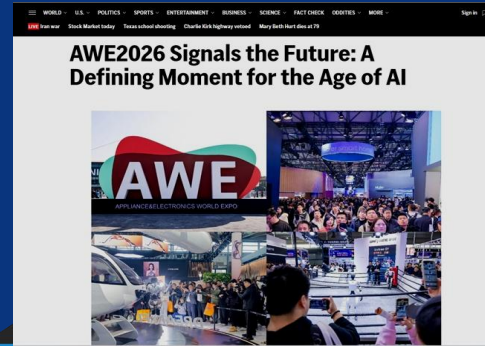 WORLD U.S. POLITICS SPORTS ENTERTAINMENT BUSINESS SCIENCE FACT CHECK ODDITIES MORE Sign in
LIVE Iran war Stock Market today Texas school shooting Charlie Kirk highway vetoed Mary Beth Hurt dies at 79
AWE2026 Signals the Future: A
Defining Moment for the Age of AI
AWE
APPLIANCE&ELECTRONICS WORLD EXPO